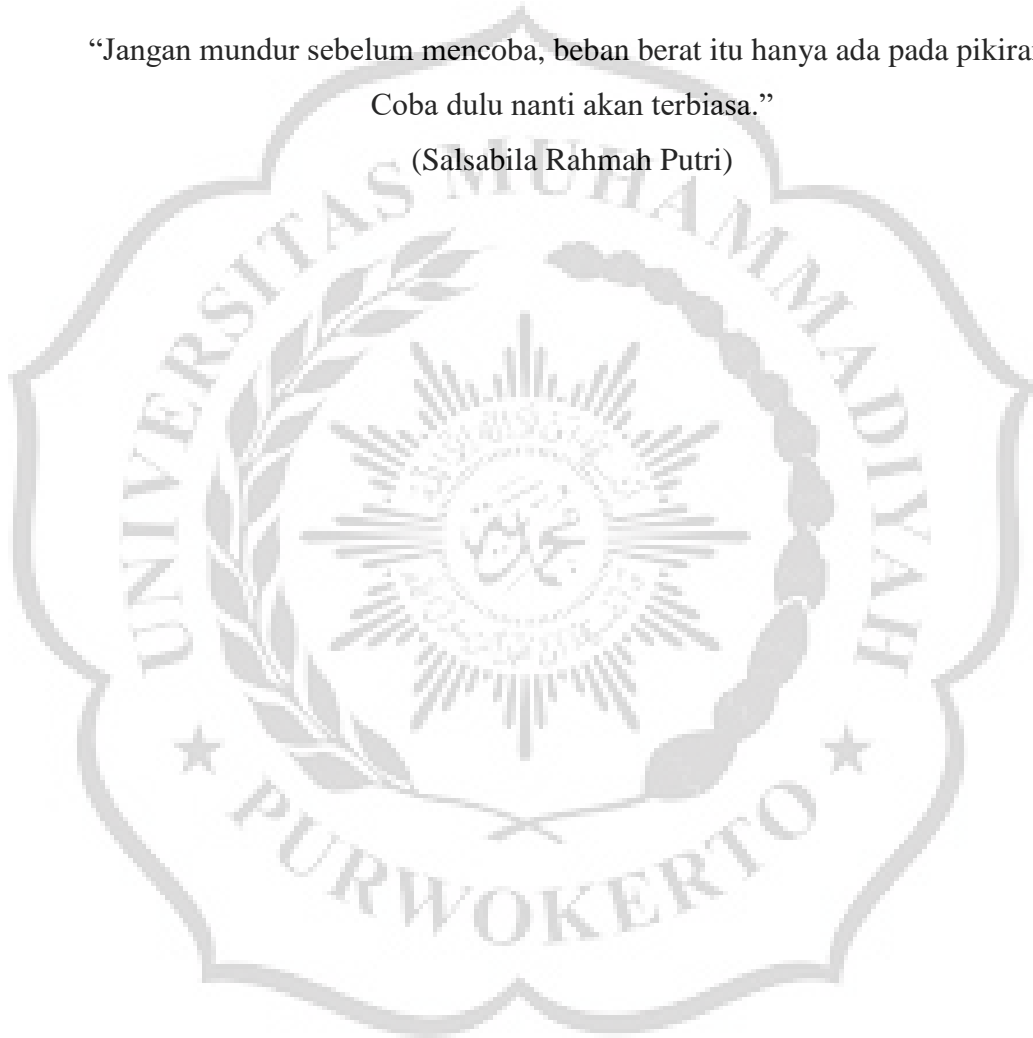 “Jangan mundur sebelum mencoba, beban berat itu hanya ada pada
Coba dulu nanti akan terbiasa.”
(Salsabila Rahmah Putri)
UNIVERSITAS MUHAMMADIYAH
PURWOKERTO